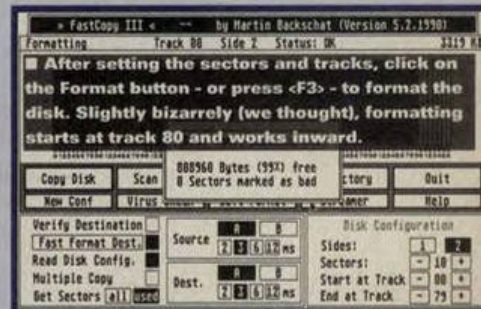 » FastCopy III « -- by Martin Backschat (Version 5.2.1990)
Formatting Track 80 Side 2 Status: OK
■ After setting the sectors and tracks, click on
the Format button - or press <F3> - to format the
disk. Slightly bizarrely (we thought), formatting
starts at track 80 and works inward.
808960 Bytes (99%) free
0 Sectors marked as bad
Copy Disk Scan ctory Quit
New Conf Virus Help
Verify Destination
Fast Format Dest.
Read Disk Config.
Multiple Copy
Get Sectors all used
Source A B
2 3 6 12 ms
Dest. A B
2 3 6 12 ms
Disk Configuration
Sides: 1 2
Sectors: - 10 +
Start at Track - 00 +
End at Track - 79 +